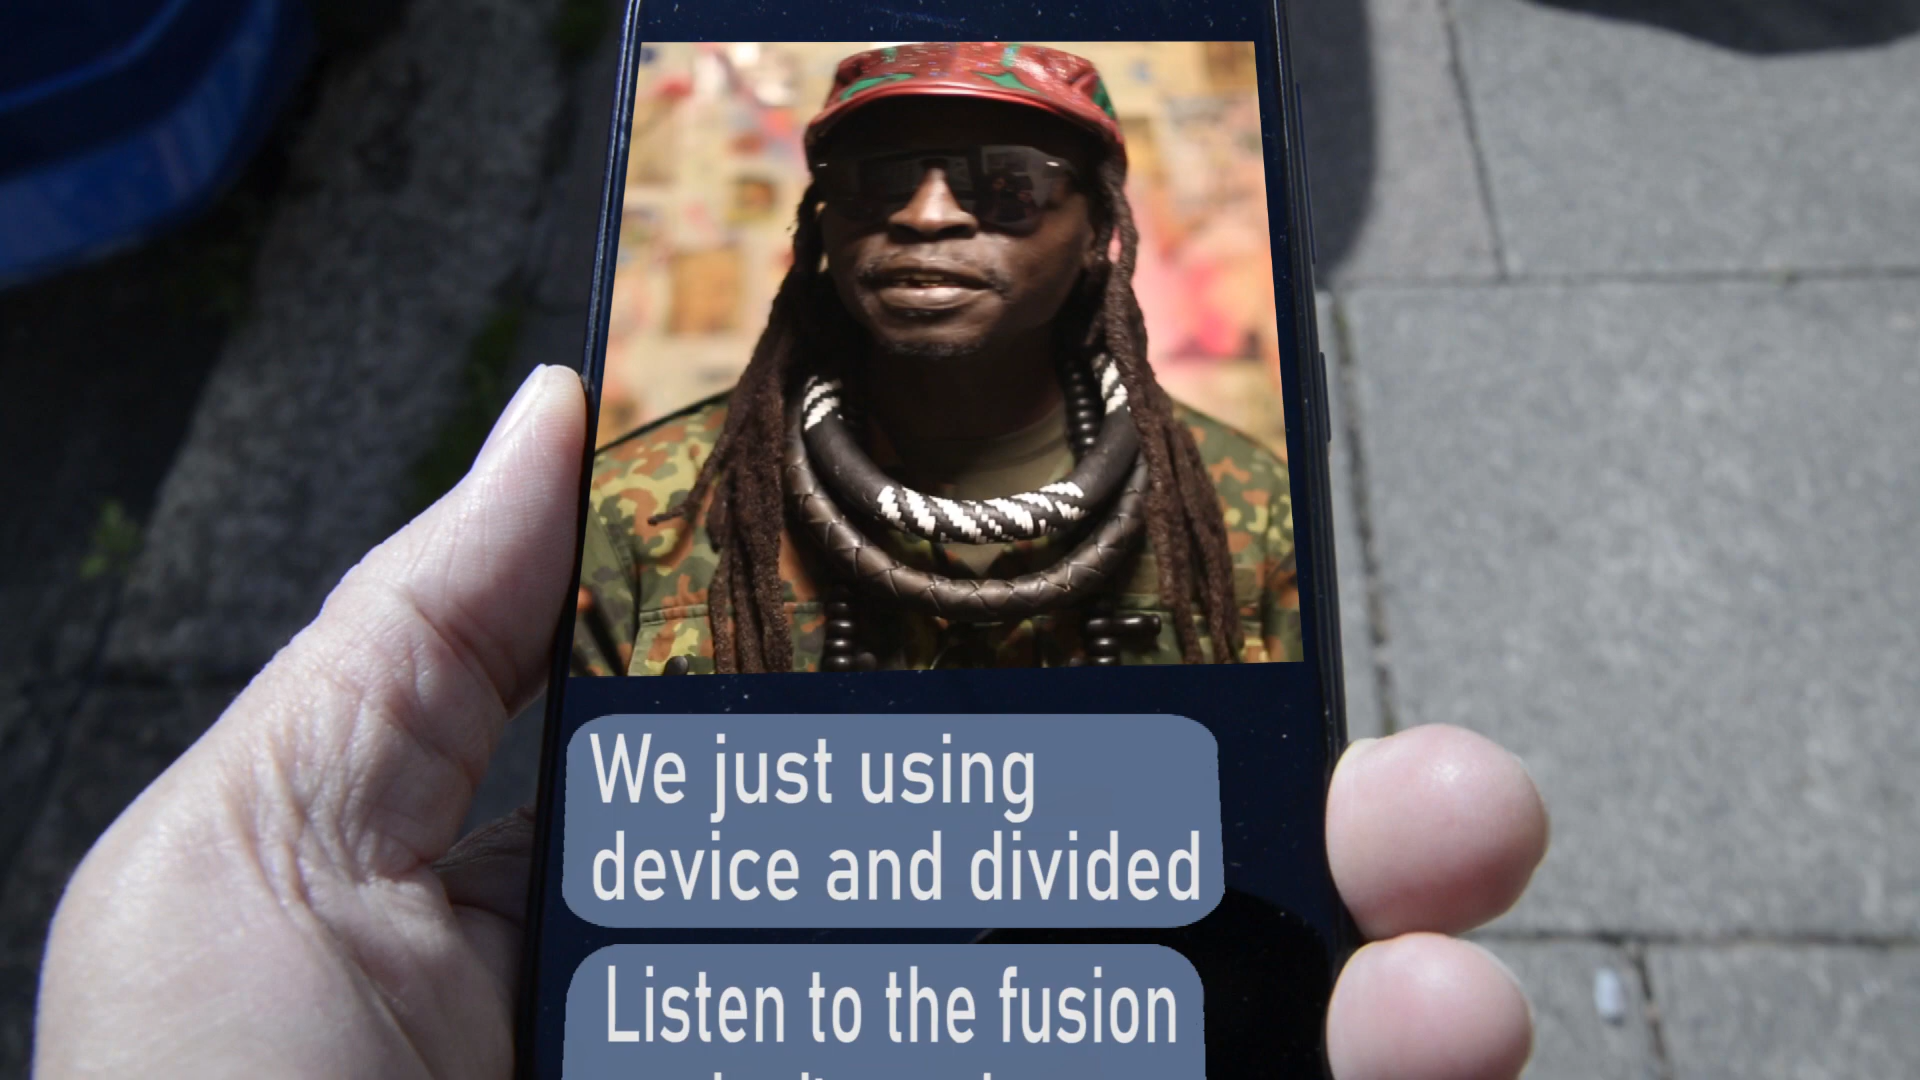 We just using
device and divided
Listen to the fusion